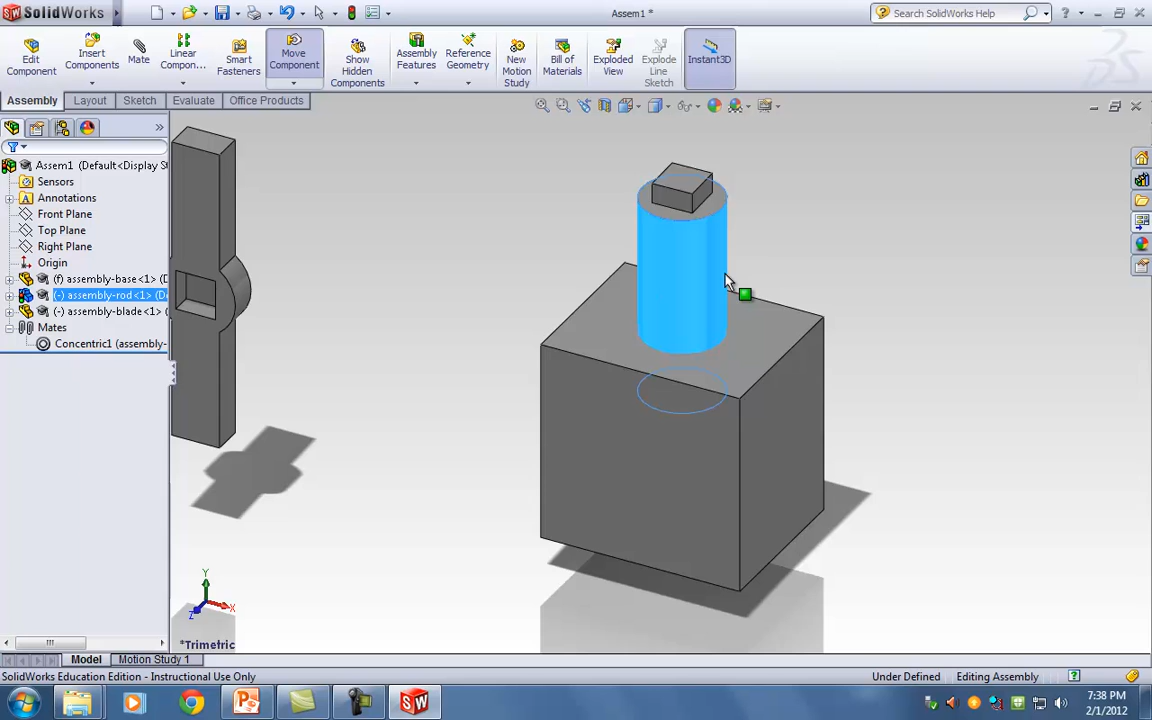 SolidWorks
Assem1 *
Search SolidWorks Help
Edit Component
Insert Components
Mate
Linear Compon...
Smart Fasteners
Move Component
Show Hidden Components
Assembly Features
Reference Geometry
New Motion Study
Bill of Materials
Exploded View
Explode Line Sketch
Instant3D
Assembly
Layout
Sketch
Evaluate
Office Products
Assem1 (Default<Display S
Sensors
Annotations
Front Plane
Top Plane
Right Plane
Origin
(f) assembly-base<1> (D
(-) assembly-rod<1> (De
(-) assembly-blade<1> (
Mates
Concentric1 (assembly-
Y
X
Z
*Trimetric
Model
Motion Study 1
SolidWorks Education Edition - Instructional Use Only
Under Defined
Editing Assembly
7:38 PM
2/1/2012